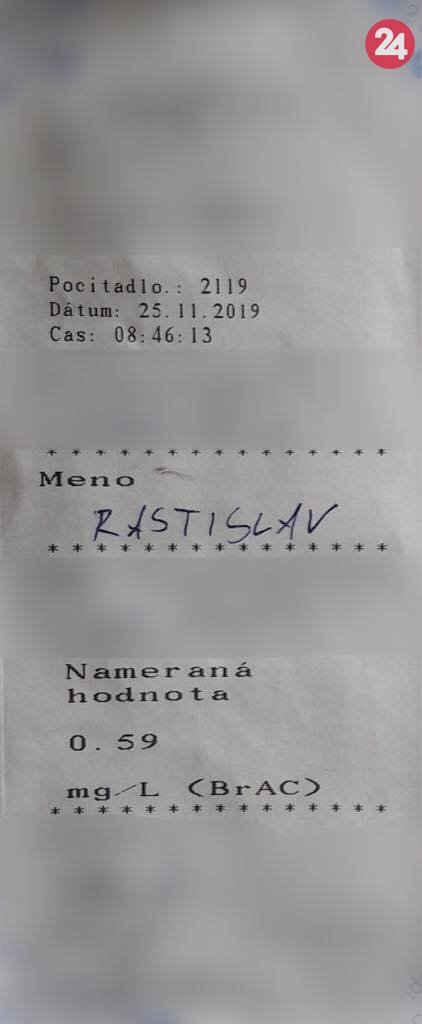 24
Pocitadlo.: 2119
Dátum: 25.11.2019
Cas: 08:46:13
* * * * * * * * * * * * * * *
Meno
RASTISLAV
* * * * * * * * * * * * * * *
Nameraná
hodnota
0.59
mg/L (BrAC)
* * * * * * * * * * * * * * *